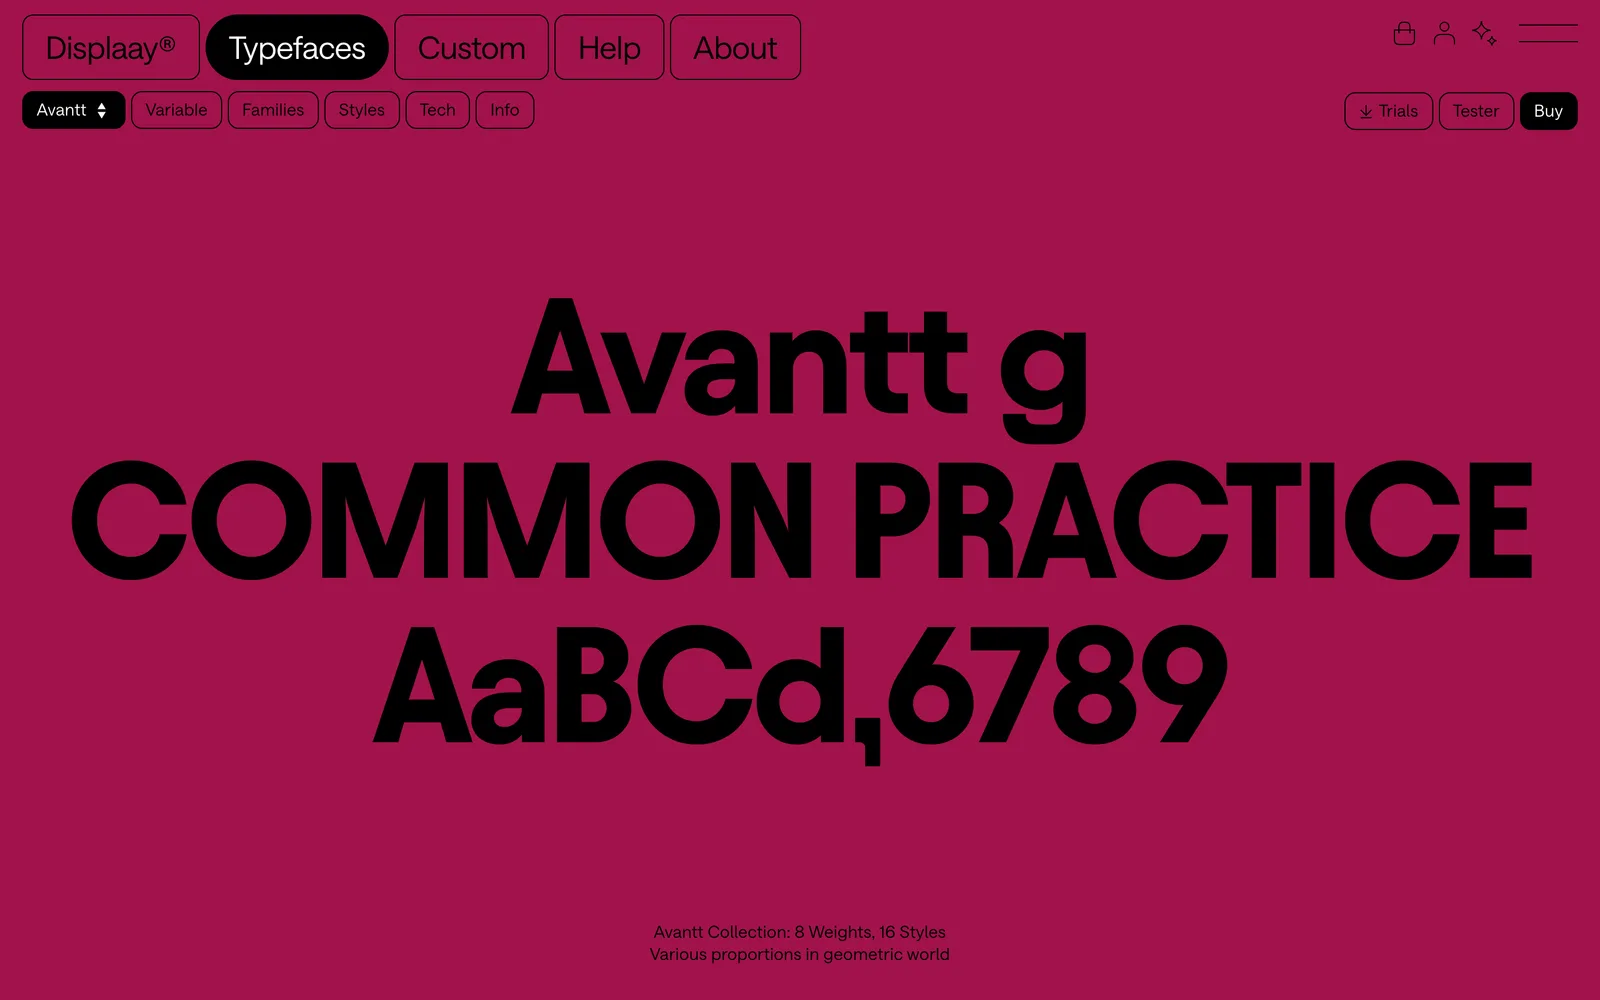 Displaay® Typefaces Custom Help About
Avantt Variable Families Styles Tech Info Trials Tester Buy
Avantt g
COMMON PRACTICE
AaBCd,6789
Avantt Collection: 8 Weights, 16 Styles
Various proportions in geometric world